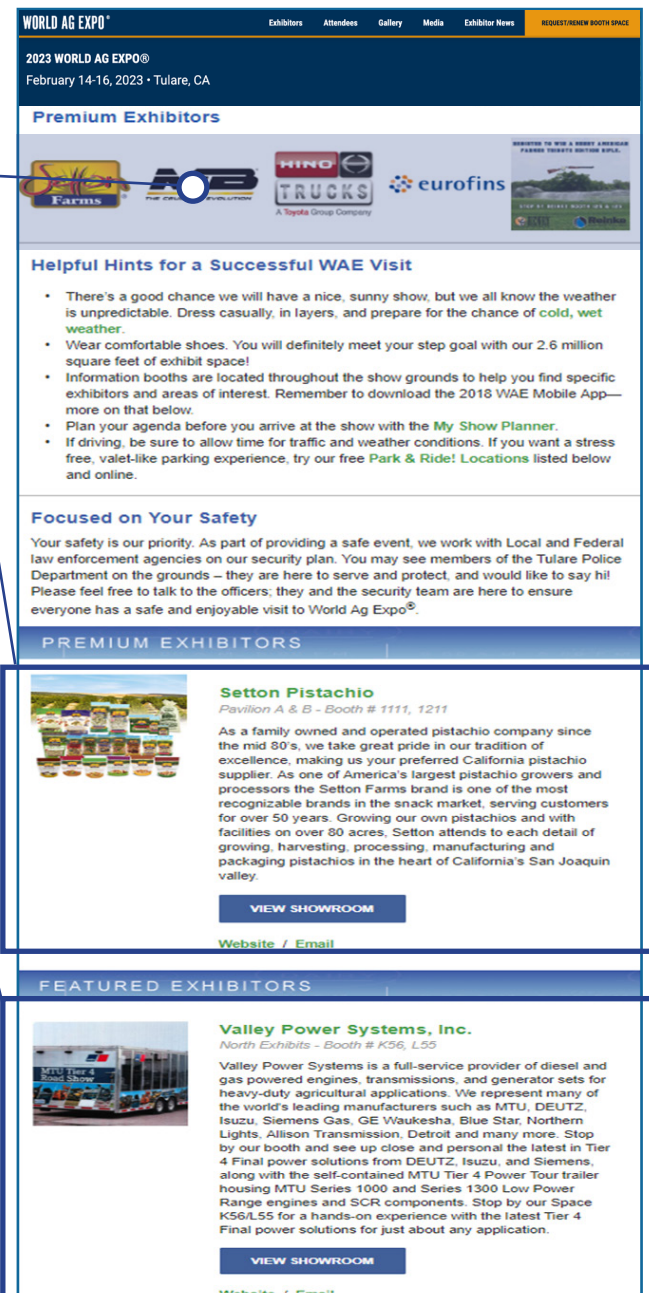 WORLD AG EXPO®
Exhibitors Attendees Gallery Media Exhibitor News REQUEST/RENEW BOOTH SPACE
2023 WORLD AG EXPO®
February 14-16, 2023 • Tulare, CA
Premium Exhibitors
Setton
Farms
HINO
TRUCKS
A Toyota Group Company
eurofins
Reinke
Helpful Hints for a Successful WAE Visit
• There's a good chance we will have a nice, sunny show, but we all know the weather
is unpredictable. Dress casually, in layers, and prepare for the chance of cold, wet
weather.
• Wear comfortable shoes. You will definitely meet your step goal with our 2.6 million
square feet of exhibit space!
• Information booths are located throughout the show grounds to help you find specific
exhibitors and areas of interest. Remember to download the 2018 WAE Mobile App—
more on that below.
• Plan your agenda before you arrive at the show with the My Show Planner.
• If driving, be sure to allow time for traffic and weather conditions. If you want a stress
free, valet-like parking experience, try our free Park & Ride! Locations listed below
and online.
Focused on Your Safety
Your safety is our priority. As part of providing a safe event, we work with Local and Federal
law enforcement agencies on our security plan. You may see members of the Tulare Police
Department on the grounds – they are here to serve and protect, and would like to say hi!
Please feel free to talk to the officers; they and the security team are here to ensure
everyone has a safe and enjoyable visit to World Ag Expo®.
PREMIUM EXHIBITORS
Setton Pistachio
Pavilion A & B - Booth # 1111, 1211
As a family owned and operated pistachio company since
the mid 80's, we take great pride in our tradition of
excellence, making us your preferred California pistachio
supplier. As one of America's largest pistachio growers and
processors the Setton Farms brand is one of the most
recognizable brands in the snack market, serving customers
for over 50 years. Growing our own pistachios and with
facilities on over 80 acres, Setton attends to each detail of
growing, harvesting, processing, manufacturing and
packaging pistachios in the heart of California's San Joaquin
valley.
VIEW SHOWROOM
Website / Email
FEATURED EXHIBITORS
MTU Tier 4
Road Show
Valley Power Systems, Inc.
North Exhibits - Booth # K56, L55
Valley Power Systems is a full-service provider of diesel and
gas powered engines, transmissions, and generator sets for
heavy-duty agricultural applications. We represent many of
the world's leading manufacturers such as MTU, DEUTZ,
Isuzu, Siemens Gas, GE Waukesha, Blue Star, Northern
Lights, Allison Transmission, Detroit and many more. Stop
by our booth and see up close and personal the latest in Tier
4 Final power solutions from DEUTZ, Isuzu, and Siemens,
along with the self-contained MTU Tier 4 Power Tour trailer
housing MTU Series 1000 and Series 1300 Low Power
Range engines and SCR components. Stop by our Space
K56/L55 for a hands-on experience with the latest Tier 4
Final power solutions for just about any application.
VIEW SHOWROOM
Website / Email